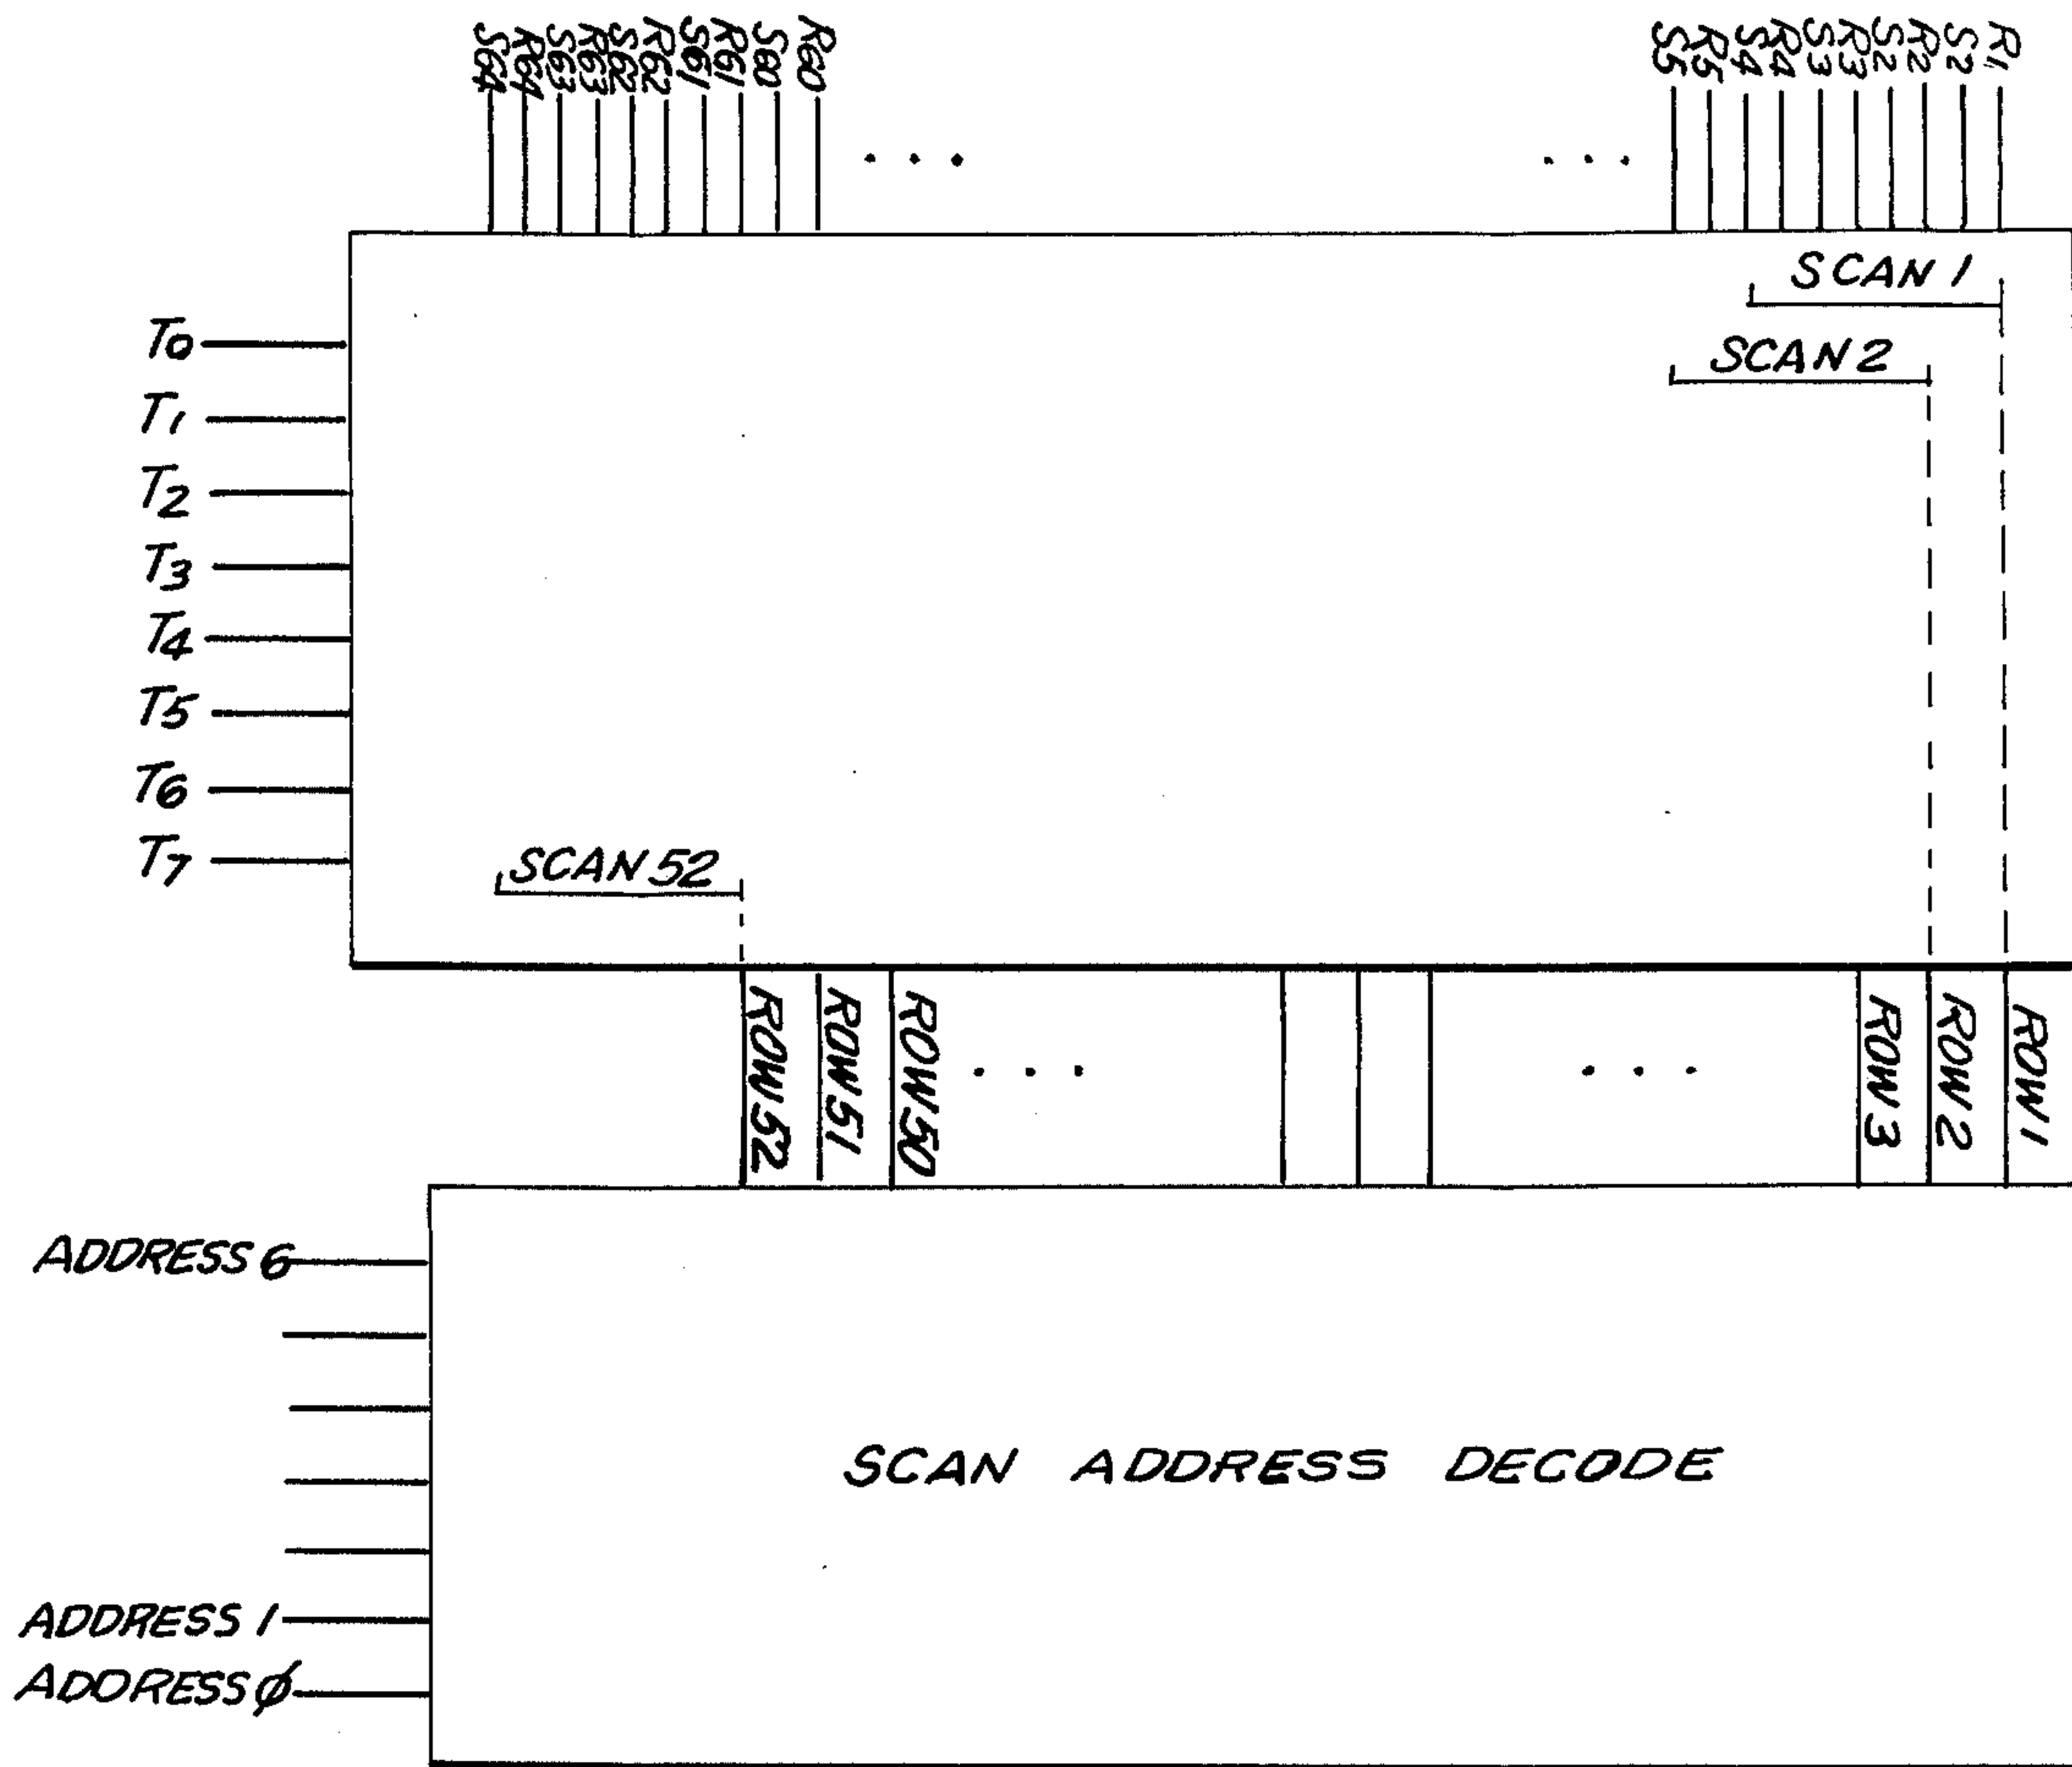 S64 R64 S63 R63 S62 R62 S61 R61 S60 R60 ... ... S5 R5 S4 R4 S3 R3 S2 R2 S2 R1
SCAN 1
T0
SCAN 2
T1
T2
T3
T4
T5
T6
T7
SCAN 52
ROW 52 ROW 51 ROW 50 ... ... ROW 3 ROW 2 ROW 1
ADDRESS 6
SCAN ADDRESS DECODE
ADDRESS 1
ADDRESS Ø